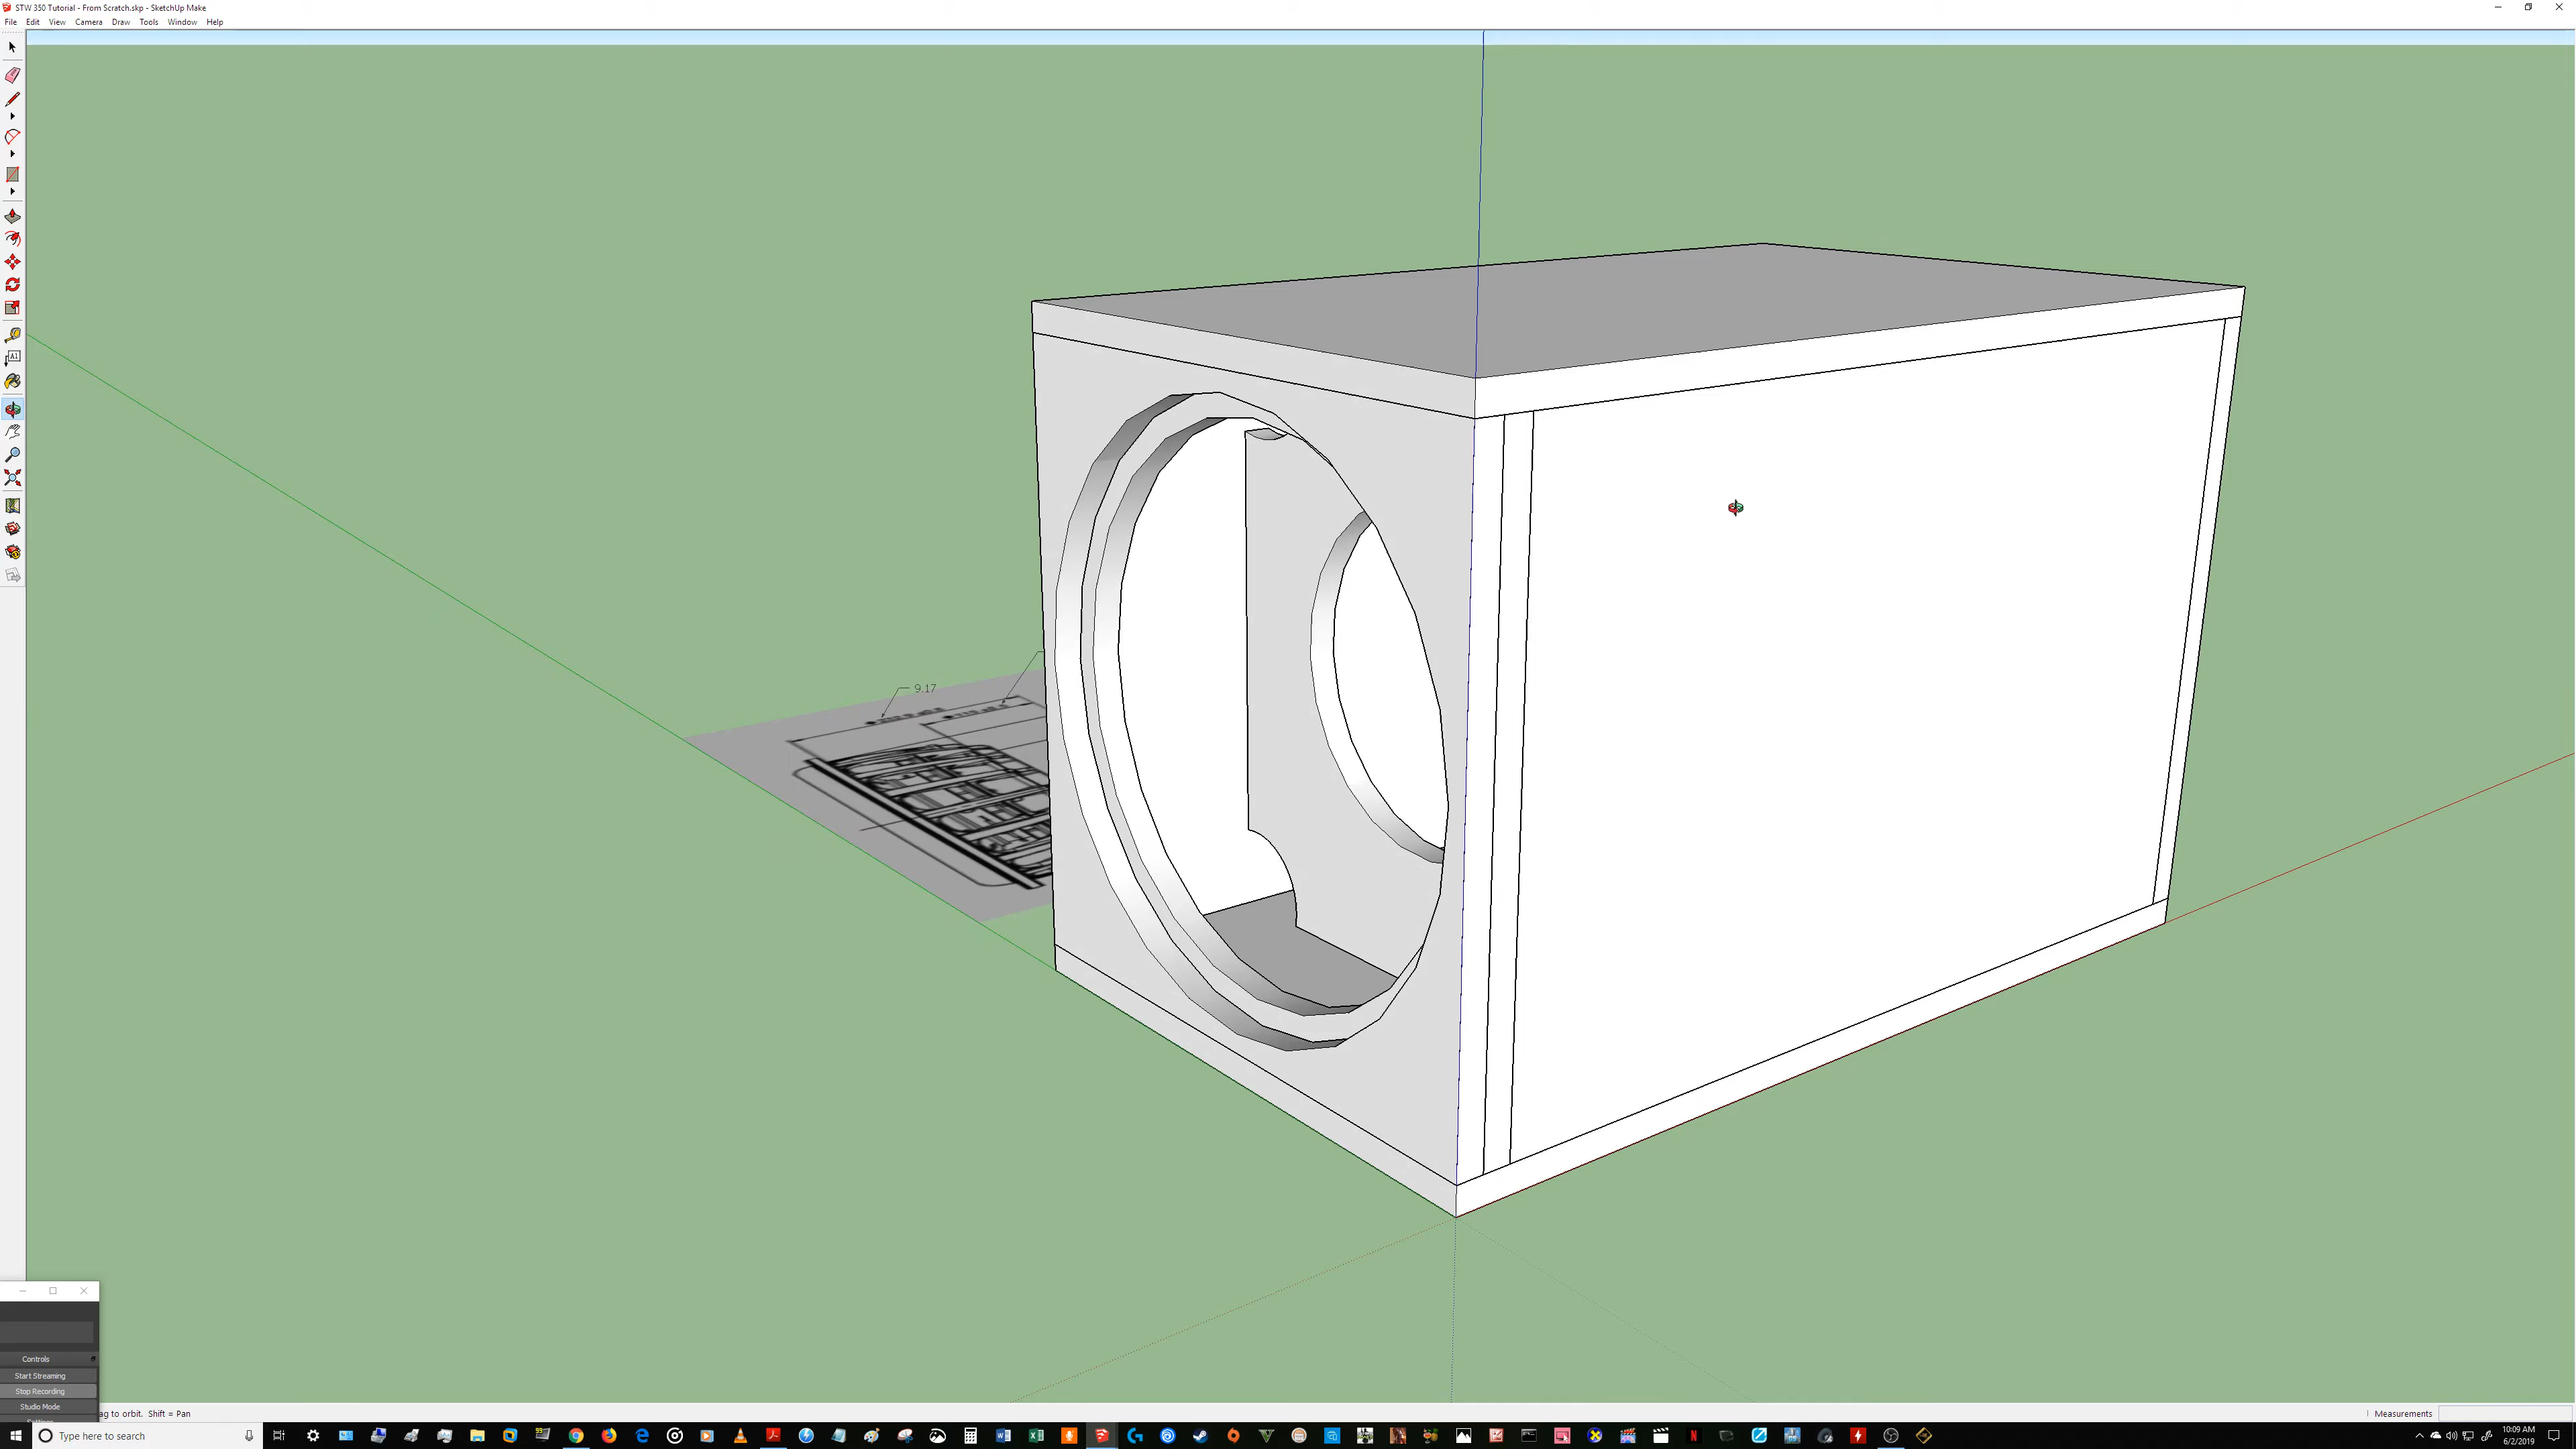 STW 350 Tutorial - From Scratch.skp - SketchUp Make
File Edit View Camera Draw Tools Window Help
A1
9.17
Controls
Start Streaming
Stop Recording
Studio Mode
ag to orbit. Shift = Pan
Measurements
Type here to search
10:09 AM
6/2/2019